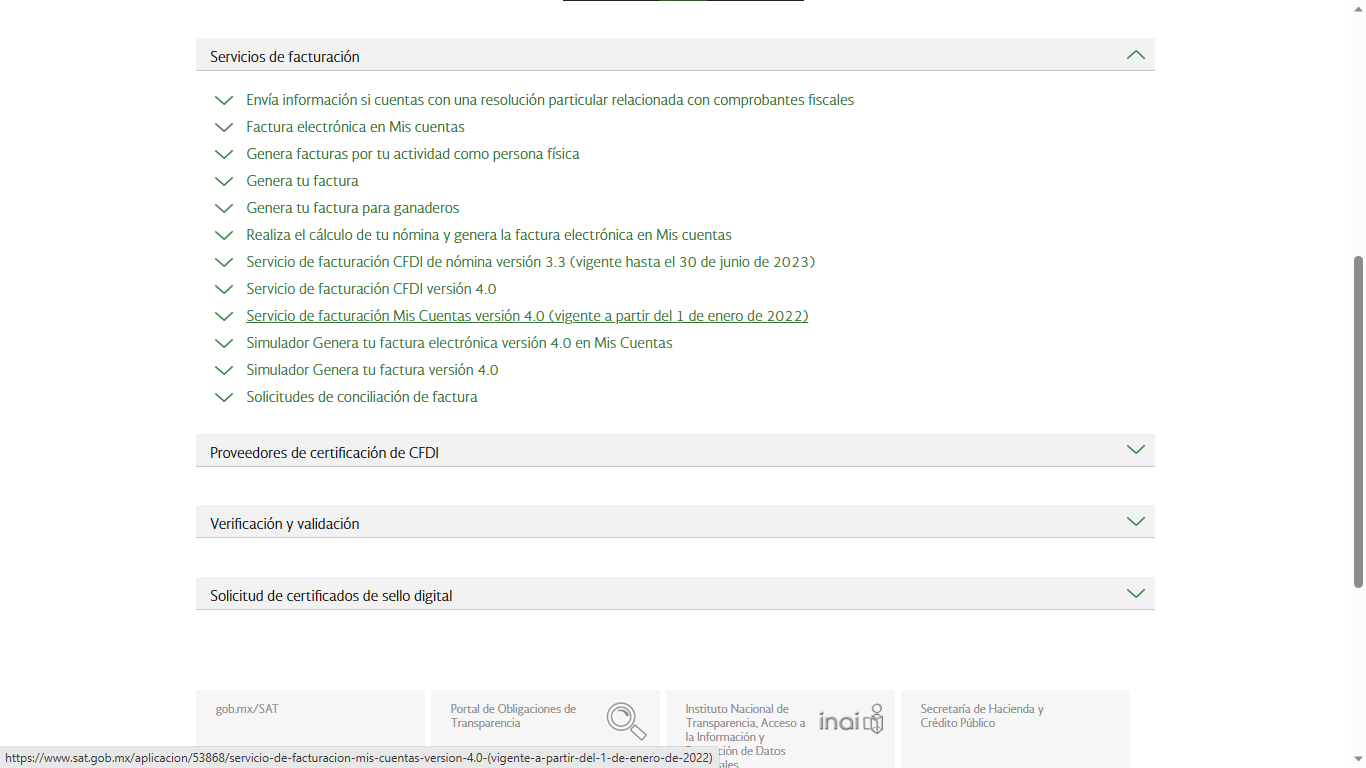 Servicios de facturación
Envía información si cuentas con una resolución particular relacionada con comprobantes fiscales
Factura electrónica en Mis cuentas
Genera facturas por tu actividad como persona física
Genera tu factura
Genera tu factura para ganaderos
Realiza el cálculo de tu nómina y genera la factura electrónica en Mis cuentas
Servicio de facturación CFDI de nómina versión 3.3 (vigente hasta el 30 de junio de 2023)
Servicio de facturación CFDI versión 4.0
Servicio de facturación Mis Cuentas versión 4.0 (vigente a partir del 1 de enero de 2022)
Simulador Genera tu factura electrónica versión 4.0 en Mis Cuentas
Simulador Genera tu factura versión 4.0
Solicitudes de conciliación de factura
Proveedores de certificación de CFDI
Verificación y validación
Solicitud de certificados de sello digital
gob.mx/SAT
Portal de Obligaciones de
Transparencia
Instituto Nacional de
Transparencia, Acceso a
la Información y
ción de Datos
ales
inai
Secretaría de Hacienda y
Crédito Público
https://www.sat.gob.mx/aplicacion/53868/servicio-de-facturacion-mis-cuentas-version-4.0-(vigente-a-partir-del-1-de-enero-de-2022)